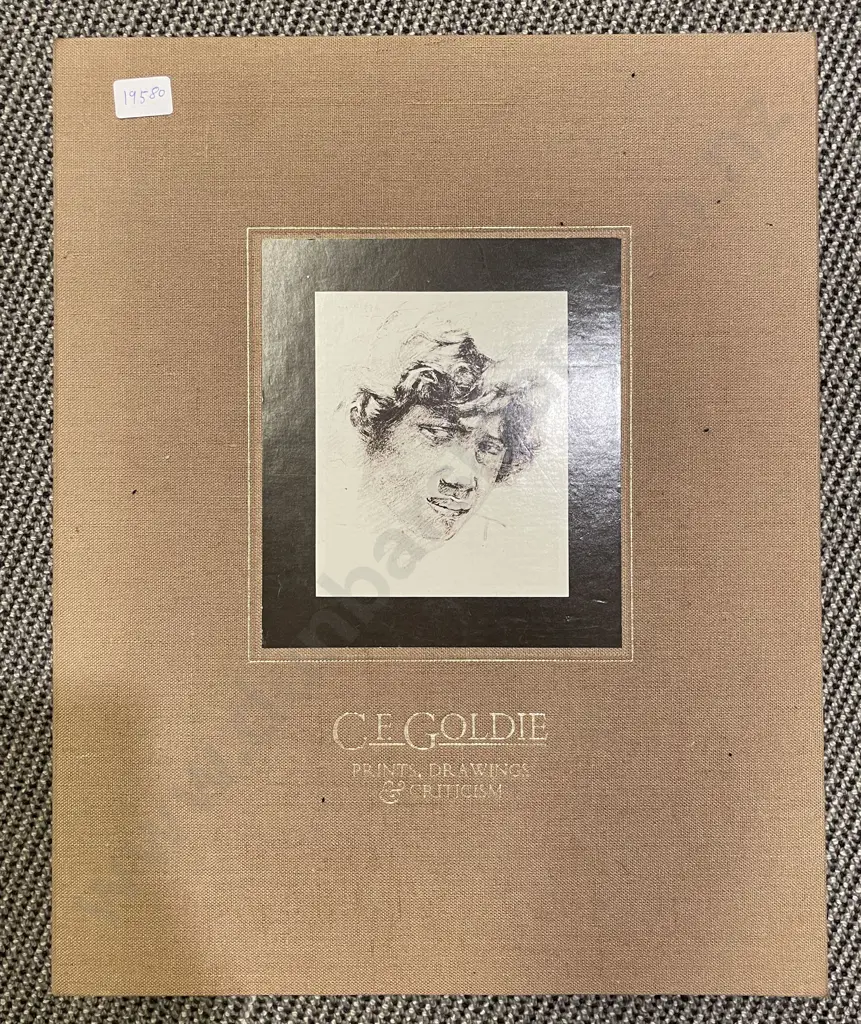 19580
C.F. GOLDIE
PRINTS, DRAWINGS
& CRITICISM